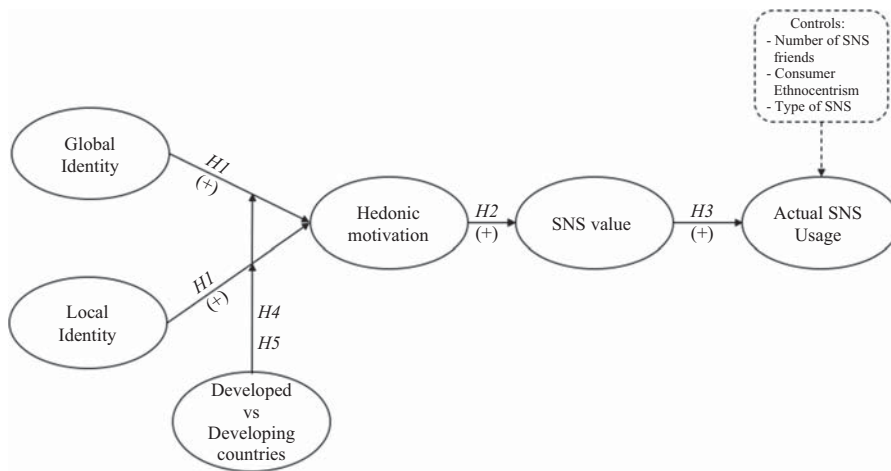 Controls:
- Number of SNS
friends
- Consumer
Ethnocentrism
- Type of SNS
Global
Identity
H1
(+)
Hedonic
motivation
H2
(+)
SNS value
H3
(+)
Actual SNS
Usage
H1
(+)
Local
Identity
H4
H5
Developed
vs
Developing
countries